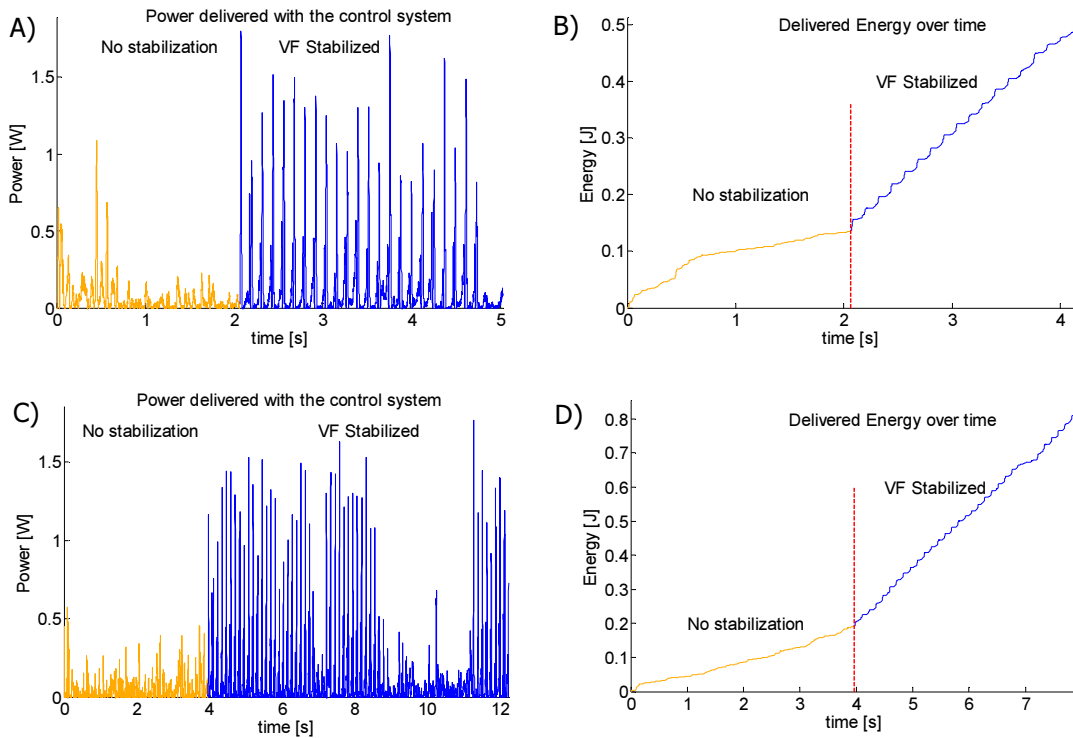 A)
Power delivered with the control system
No stabilization
VF Stabilized
Power [W]
1.5
1
0.5
0
0 1 2 3 4 5
time [s]
B)
Delivered Energy over time
VF Stabilized
No stabilization
Energy [J]
0.5
0.4
0.3
0.2
0.1
0
0 1 2 3 4
time [s]
C)
Power delivered with the control system
No stabilization
VF Stabilized
Power [W]
1.5
1
0.5
0
0 2 4 6 8 10 12
time [s]
D)
Delivered Energy over time
VF Stabilized
No stabilization
Energy [J]
0.8
0.7
0.6
0.5
0.4
0.3
0.2
0.1
0
0 1 2 3 4 5 6 7
time [s]